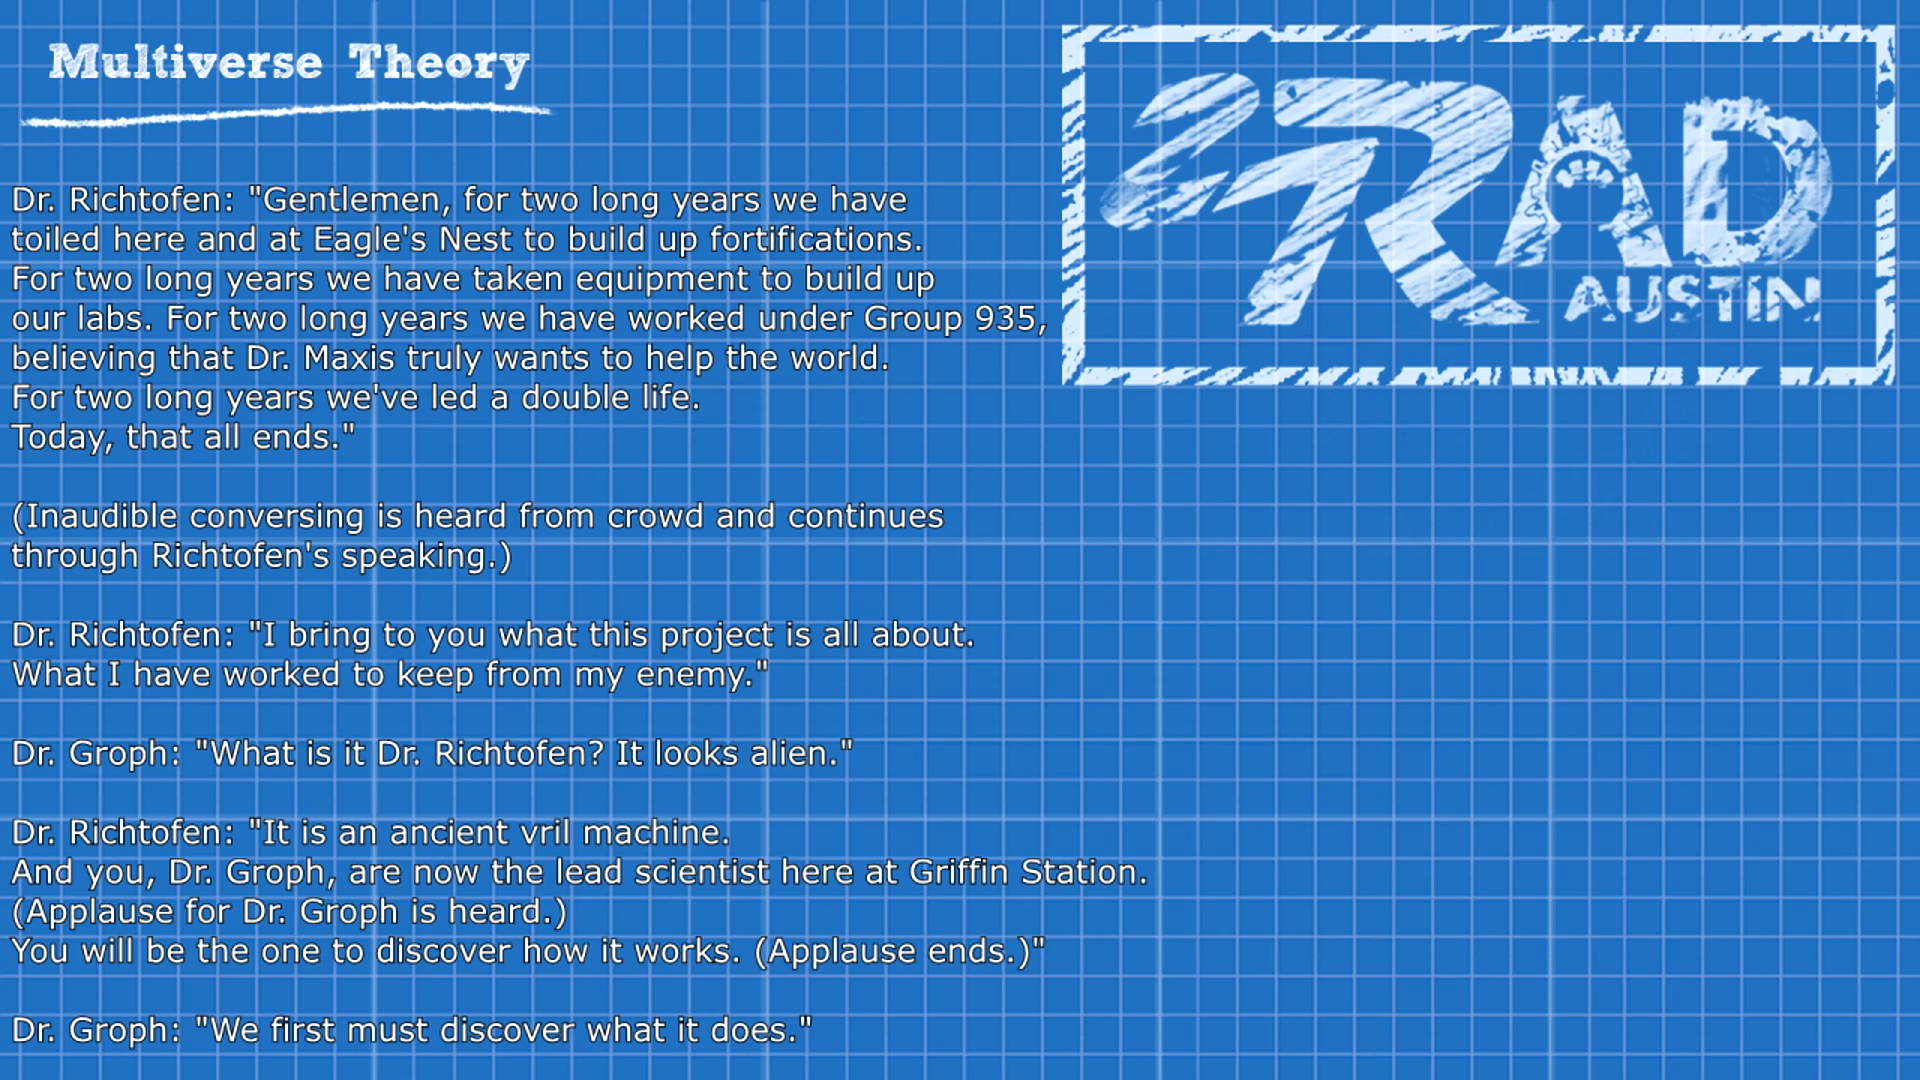 Multiverse Theory
RAD
AUSTIN
Dr. Richtofen: "Gentlemen, for two long years we have
toiled here and at Eagle's Nest to build up fortifications.
For two long years we have taken equipment to build up
our labs. For two long years we have worked under Group 935,
believing that Dr. Maxis truly wants to help the world.
For two long years we've led a double life.
Today, that all ends."
(Inaudible conversing is heard from crowd and continues
through Richtofen's speaking.)
Dr. Richtofen: "I bring to you what this project is all about.
What I have worked to keep from my enemy."
Dr. Groph: "What is it Dr. Richtofen? It looks alien."
Dr. Richtofen: "It is an ancient vril machine.
And you, Dr. Groph, are now the lead scientist here at Griffin Station.
(Applause for Dr. Groph is heard.)
You will be the one to discover how it works. (Applause ends.)"
Dr. Groph: "We first must discover what it does."